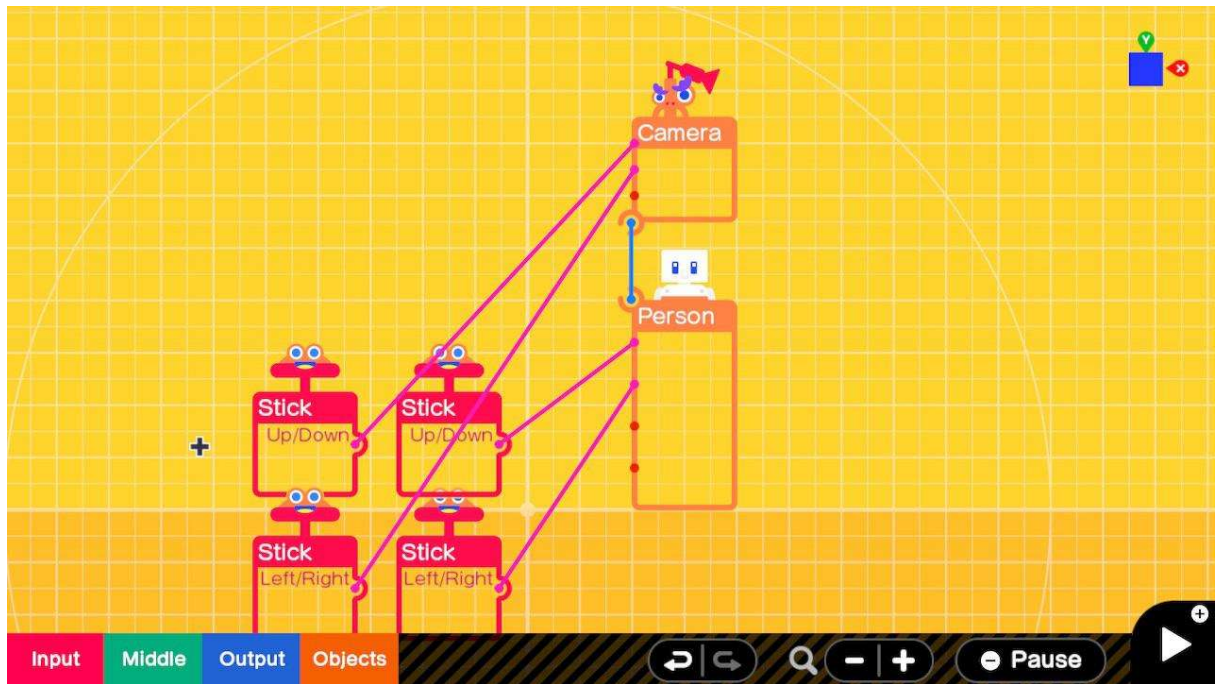 Y
X
Camera
Person
Stick
Up/Down
Stick
Up/Down
Stick
Left/Right
Stick
Left/Right
Input
Middle
Output
Objects
Pause